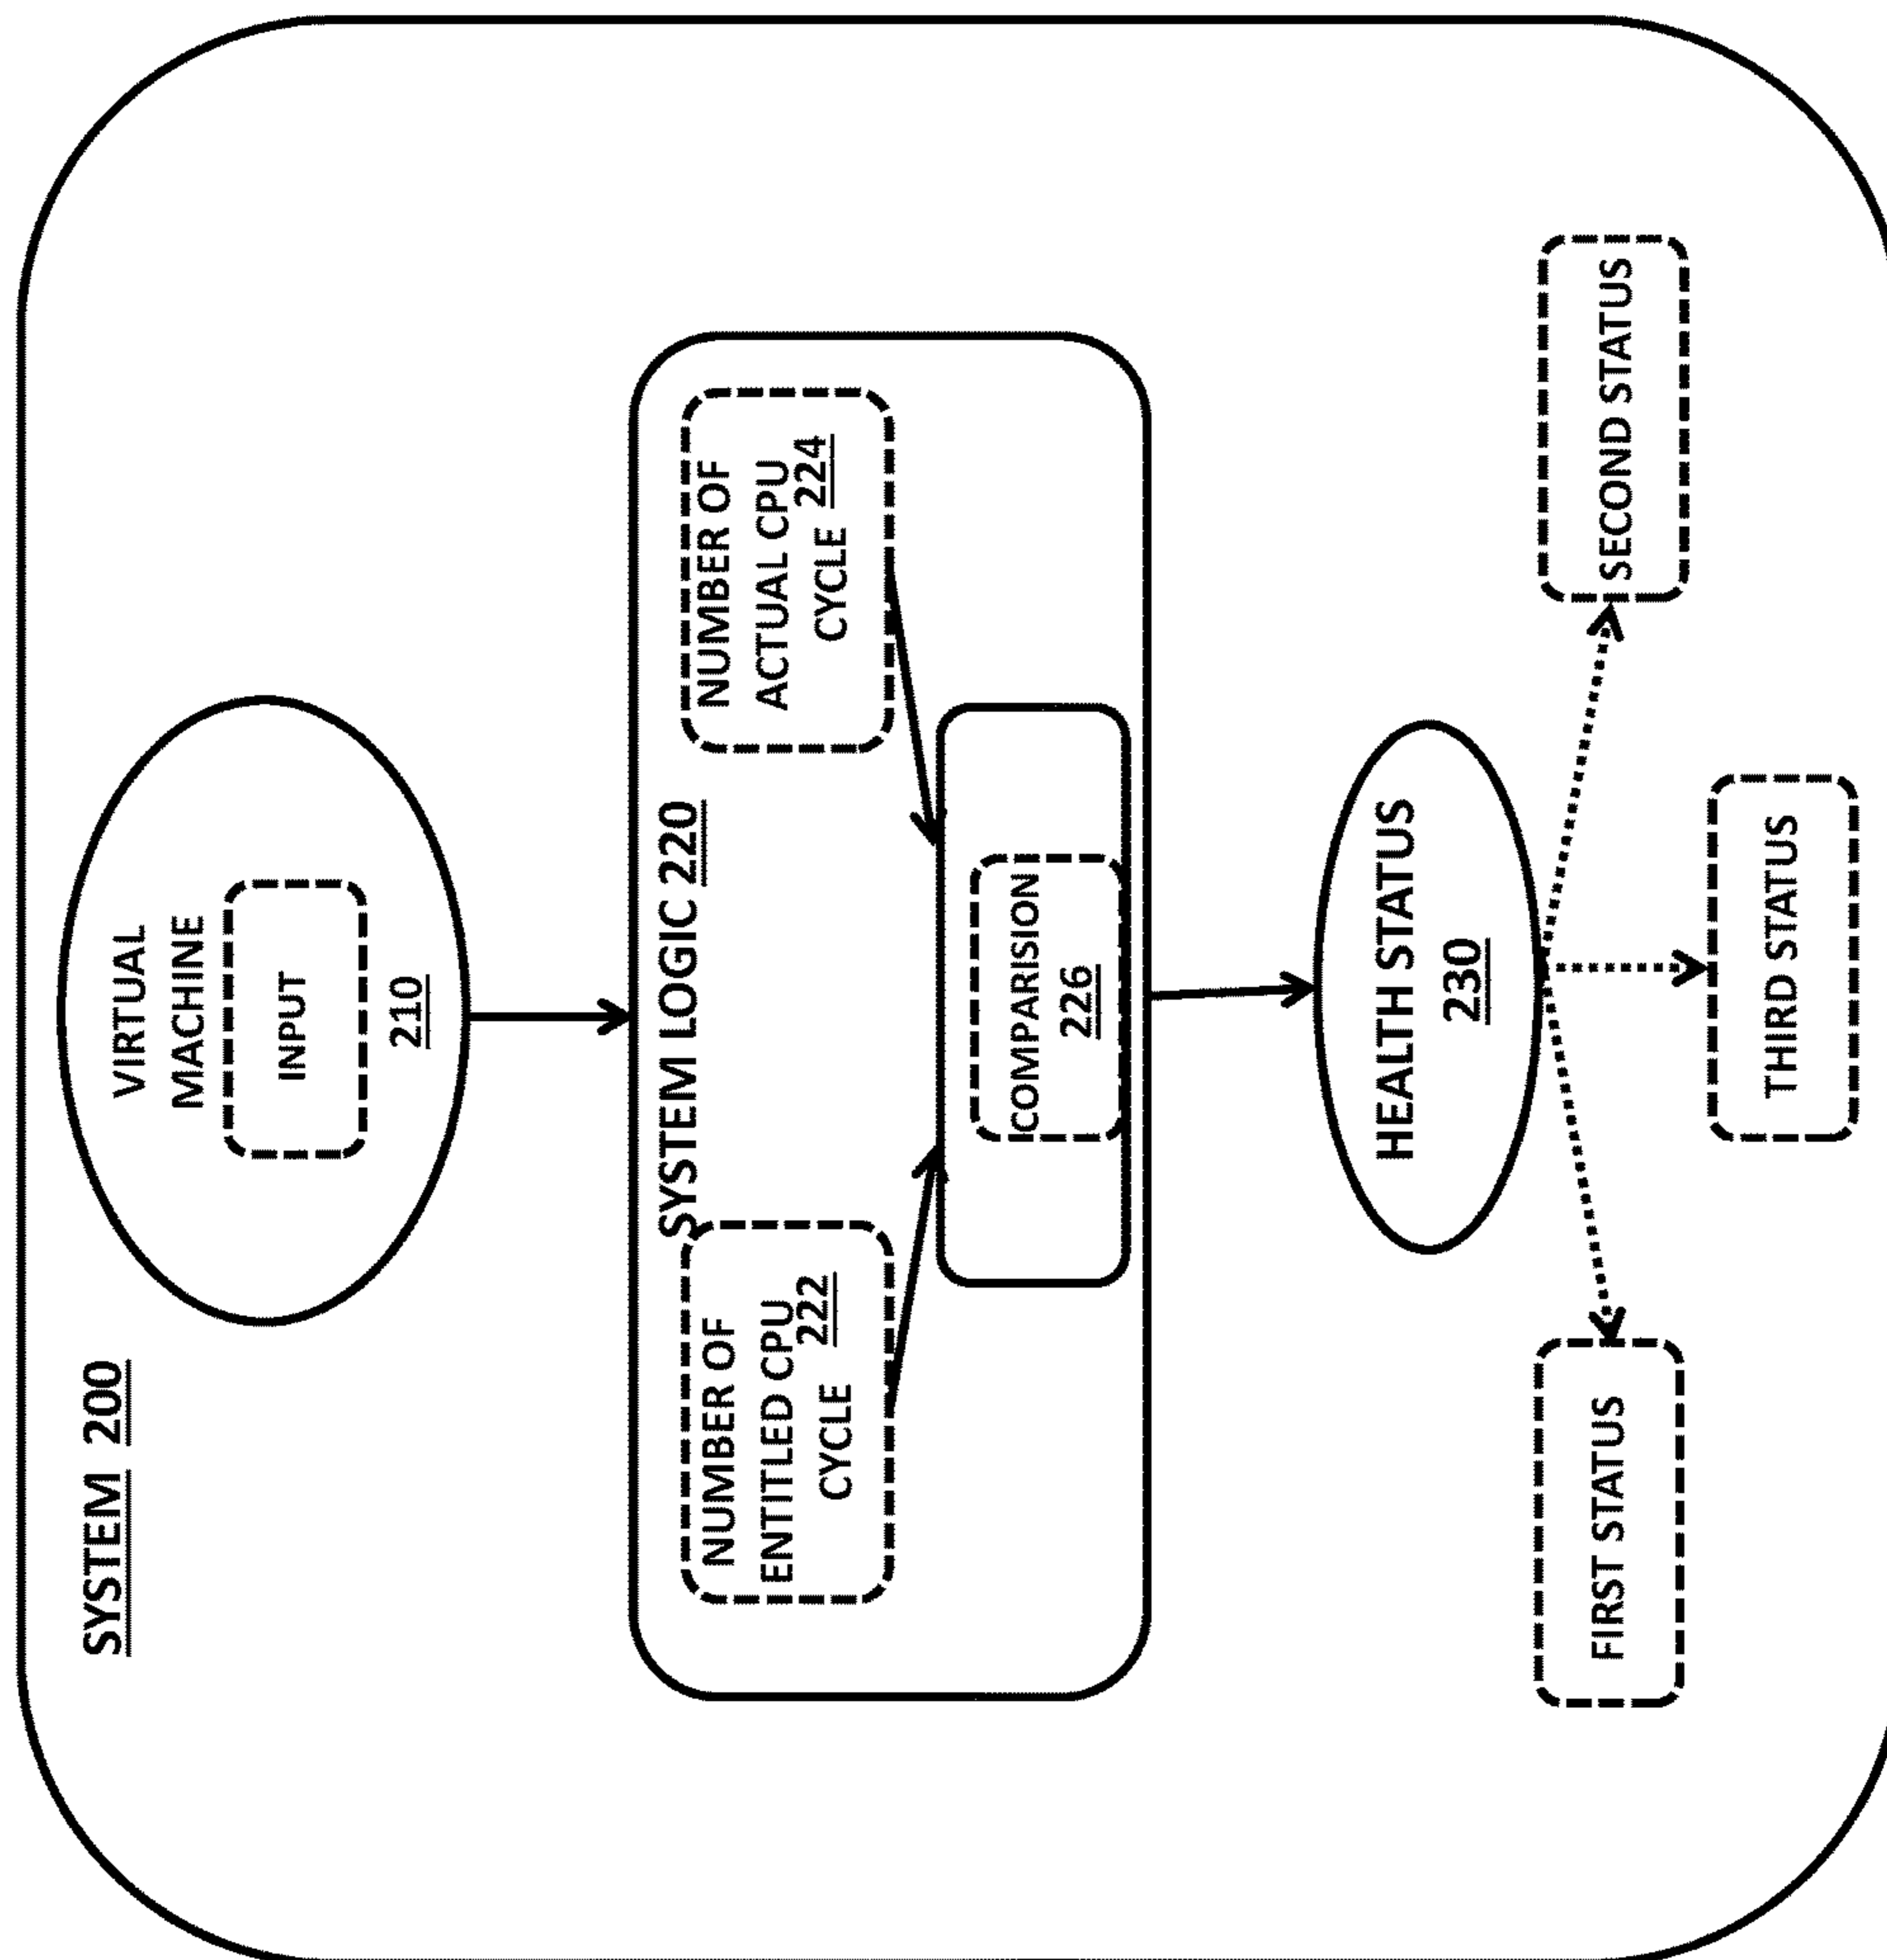 SYSTEM 200
VIRTUAL
MACHINE
INPUT
210
SYSTEM LOGIC 220
NUMBER OF
ENTITLED CPU
CYCLE 222
NUMBER OF
ACTUAL CPU
CYCLE 224
COMPARISION
226
HEALTH STATUS
230
FIRST STATUS
THIRD STATUS
SECOND STATUS